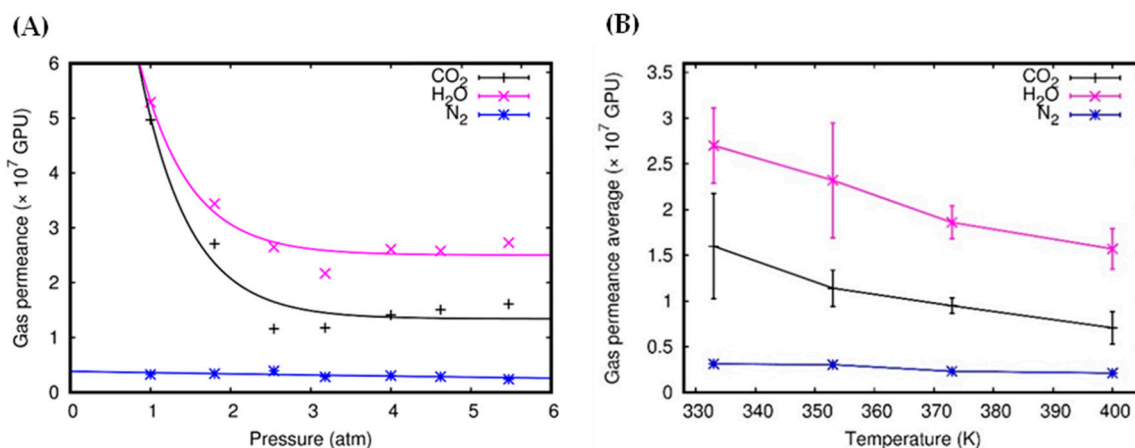 (A)
Gas permeance (× 10⁷ GPU)
6
5
4
3
2
1
0
0 1 2 3 4 5 6
Pressure (atm)
CO₂
H₂O
N₂
(B)
Gas permeance average (× 10⁷ GPU)
3.5
3
2.5
2
1.5
1
0.5
0
330 340 350 360 370 380 390 400
Temperature (K)
CO₂
H₂O
N₂